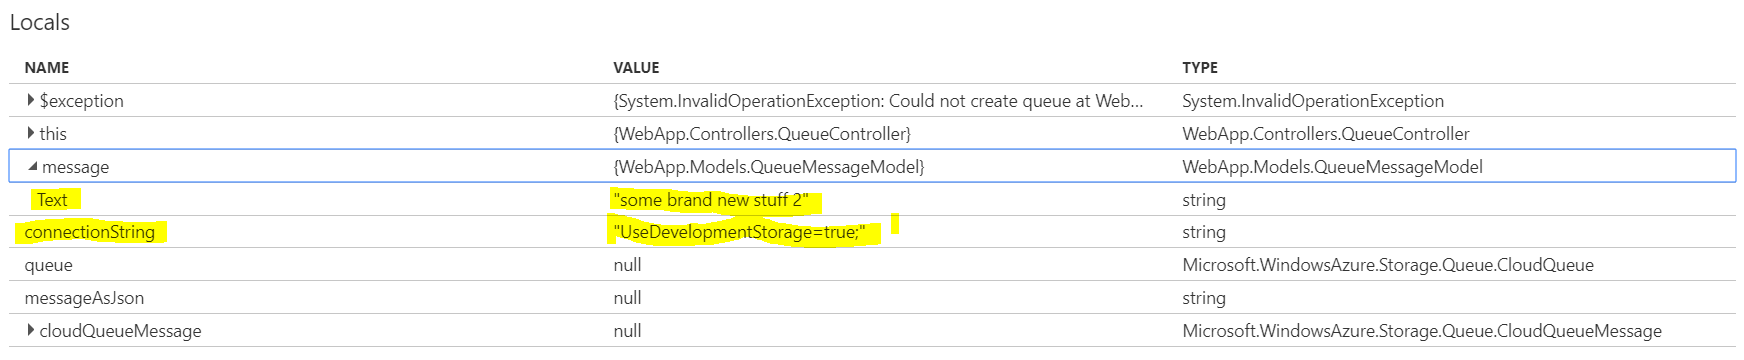 Locals
NAME VALUE TYPE
$exception {System.InvalidOperationException: Could not create queue at Web... System.InvalidOperationException
this {WebApp.Controllers.QueueController} WebApp.Controllers.QueueController
message {WebApp.Models.QueueMessageModel} WebApp.Models.QueueMessageModel
Text "some brand new stuff 2" string
connectionString "UseDevelopmentStorage=true;" string
queue null Microsoft.WindowsAzure.Storage.Queue.CloudQueue
messageAsJson null string
cloudQueueMessage null Microsoft.WindowsAzure.Storage.Queue.CloudQueueMessage